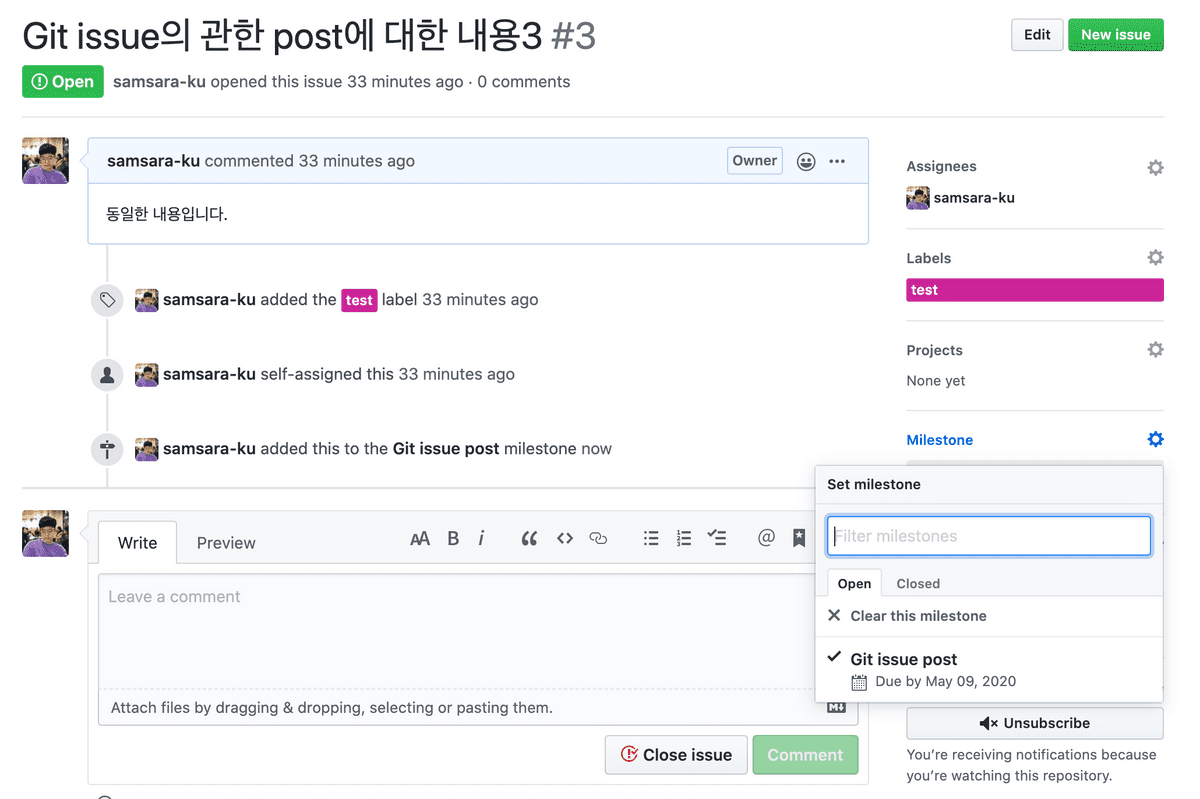 Git issue의 관한 post에 대한 내용3 #3
Edit
New issue
Open
samsara-ku opened this issue 33 minutes ago · 0 comments
samsara-ku commented 33 minutes ago
Owner
동일한 내용입니다.
samsara-ku added the test label 33 minutes ago
samsara-ku self-assigned this 33 minutes ago
samsara-ku added this to the Git issue post milestone now
Write
Preview
AA B i “ <> @
Leave a comment
Attach files by dragging & dropping, selecting or pasting them.
M↓
Close issue
Comment
Assignees
samsara-ku
Labels
test
Projects
None yet
Milestone
Set milestone
Filter milestones
Open
Closed
Clear this milestone
Git issue post
Due by May 09, 2020
Unsubscribe
You’re receiving notifications because
you’re watching this repository.